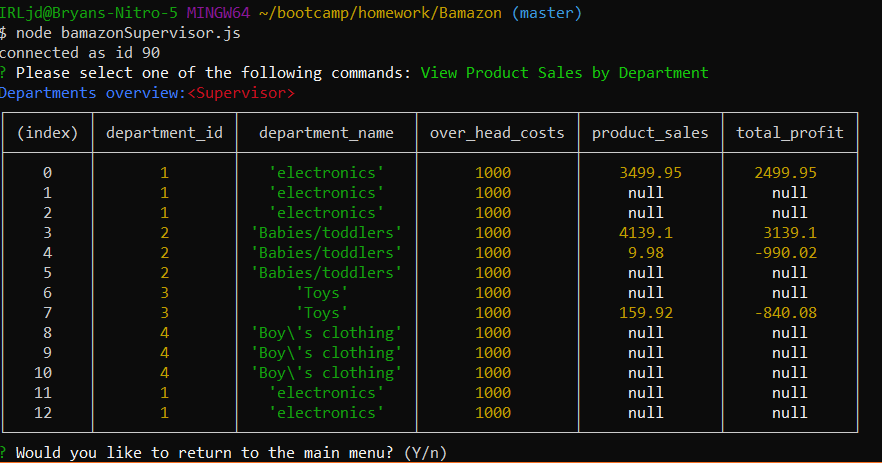 IRLjd@Bryans-Nitro-5 MINGW64 ~/bootcamp/homework/Bamazon (master)
$ node bamazonSupervisor.js
connected as id 90
? Please select one of the following commands: View Product Sales by Department
Departments overview:<Supervisor>
(index) department_id department_name over_head_costs product_sales total_profit
0 1 'electronics' 1000 3499.95 2499.95
1 1 'electronics' 1000 null null
2 1 'electronics' 1000 null null
3 2 'Babies/toddlers' 1000 4139.1 3139.1
4 2 'Babies/toddlers' 1000 9.98 -990.02
5 2 'Babies/toddlers' 1000 null null
6 3 'Toys' 1000 null null
7 3 'Toys' 1000 159.92 -840.08
8 4 'Boy\'s clothing' 1000 null null
9 4 'Boy\'s clothing' 1000 null null
10 4 'Boy\'s clothing' 1000 null null
11 1 'electronics' 1000 null null
12 1 'electronics' 1000 null null
? Would you like to return to the main menu? (Y/n)